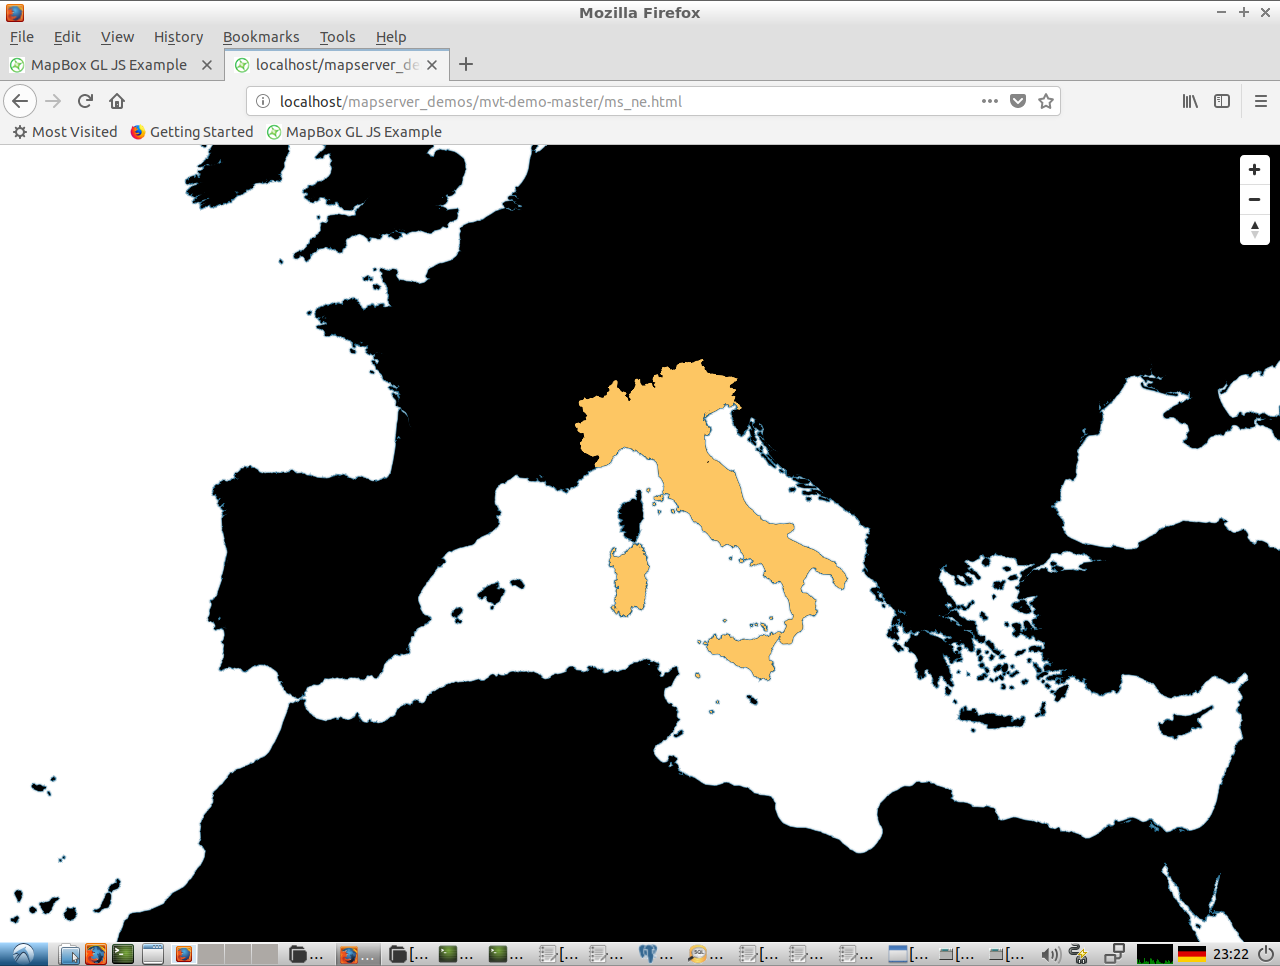 Mozilla Firefox
File Edit View History Bookmarks Tools Help
MapBox GL JS Example localhost/mapserver_de
localhost/mapserver_demos/mvt-demo-master/ms_ne.html
Most Visited Getting Started MapBox GL JS Example
... ... [... ... ... [... ... ... [... ... ... [... [... [... 23:22